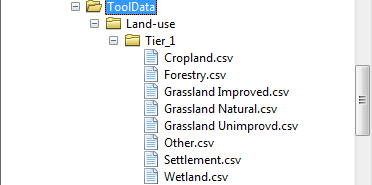 ToolData
Land-use
Tier_1
Cropland.csv
Forestry.csv
Grassland Improved.csv
Grassland Natural.csv
Grassland Unimprovd.csv
Other.csv
Settlement.csv
Wetland.csv